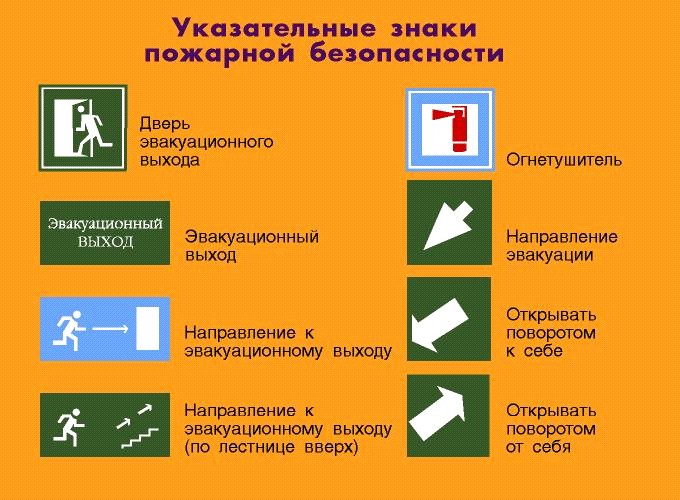 Указательные знаки
пожарной безопасности
Дверь
эвакуационного
выхода
Огнетушитель
Эвакуационный
ВЫХОД
Эвакуационный
выход
Направление
эвакуации
Направление к
эвакуационному выходу
Открывать
поворотом
к себе
Направление к
эвакуационному выходу
(по лестнице вверх)
Открывать
поворотом
от себя